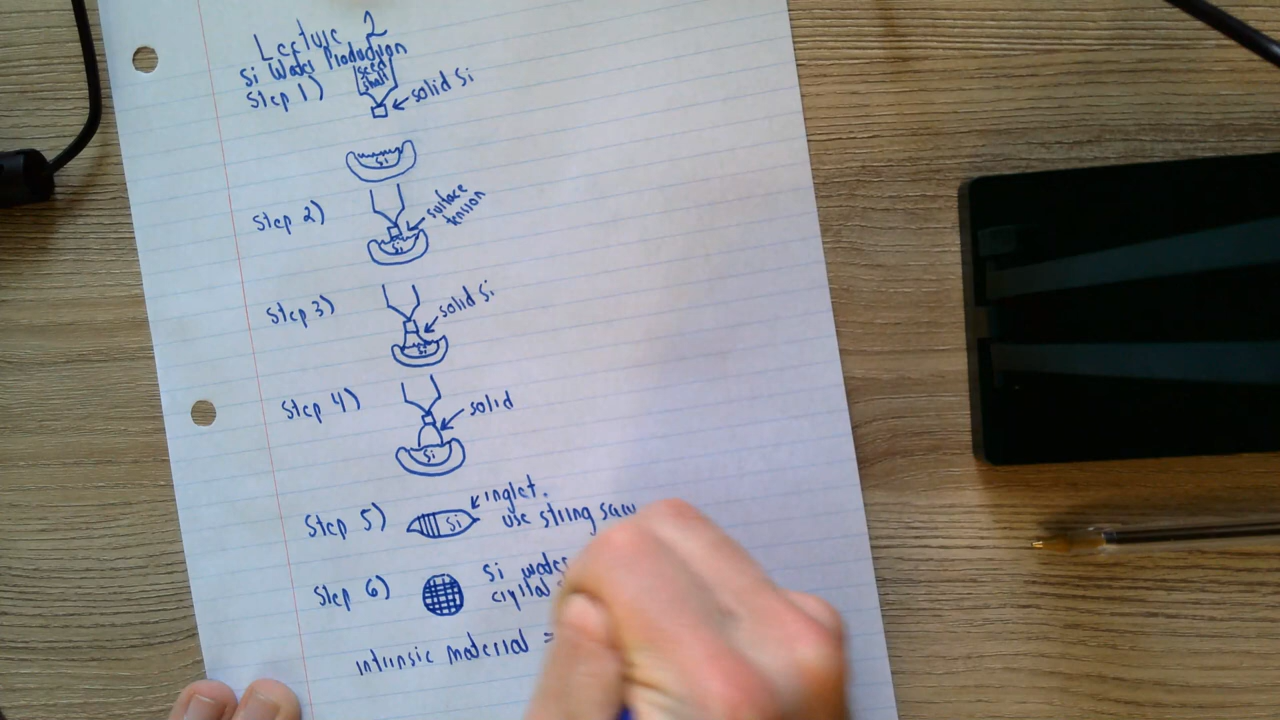 Lecture 2
Si Wafer Production
Step 1)
seed
shaft
solid Si
Si
Step 2)
surface
tension
Si
Step 3)
solid Si
Si
Step 4)
solid
Si
Step 5)
inglet.
Si
use string saw
Step 6)
Si wafer
crystal
intrinsic material =